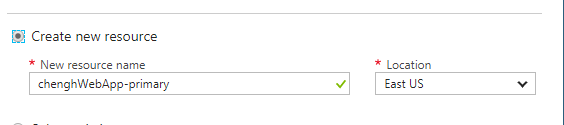 Create new resource
* New resource name
* Location
chenghWebApp-primary
East US